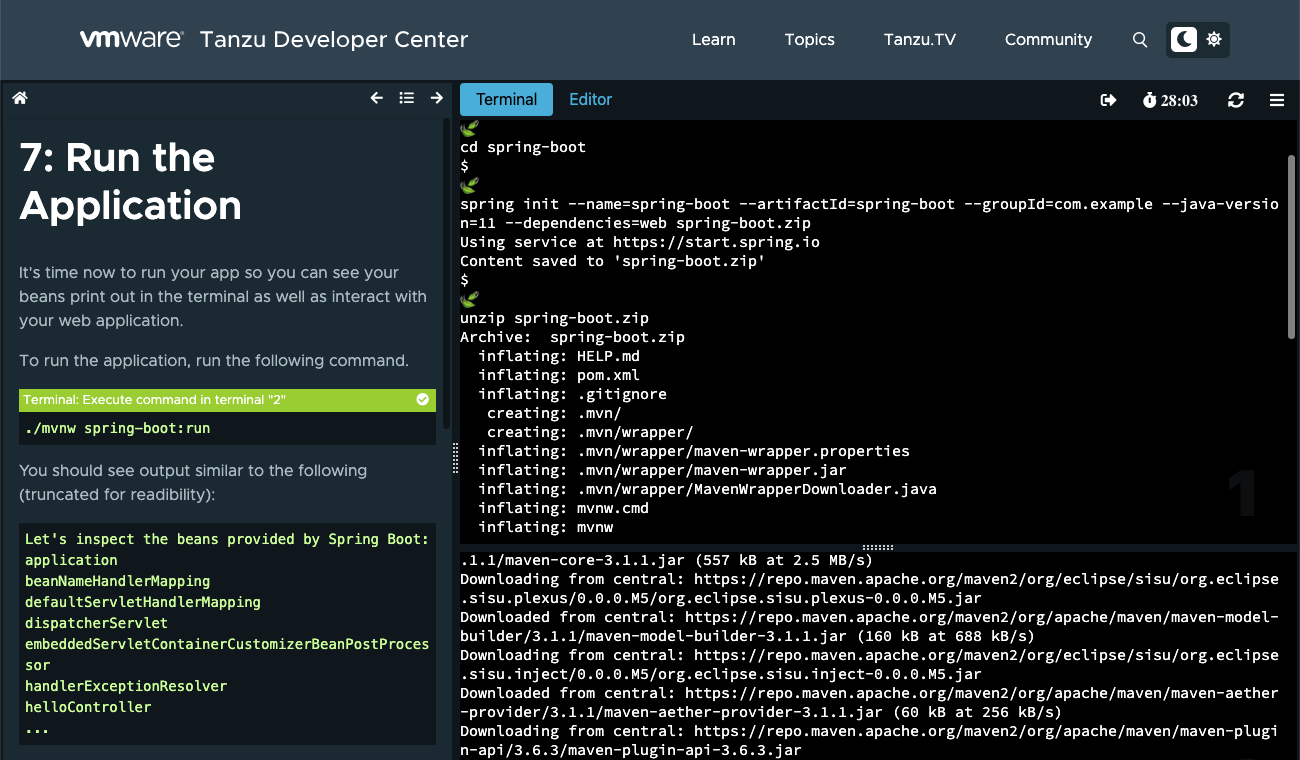 vmware® Tanzu Developer Center
Learn
Topics
Tanzu.TV
Community
Terminal
Editor
28:03
7: Run the
Application
It's time now to run your app so you can see your
beans print out in the terminal as well as interact with
your web application.
To run the application, run the following command.
Terminal: Execute command in terminal "2"
./mvnw spring-boot:run
You should see output similar to the following
(truncated for readibility):
Let's inspect the beans provided by Spring Boot:
application
beanNameHandlerMapping
defaultServletHandlerMapping
dispatcherServlet
embeddedServletContainerCustomizerBeanPostProces
sor
handlerExceptionResolver
helloController
...
cd spring-boot
$
spring init --name=spring-boot --artifactId=spring-boot --groupId=com.example --java-versio
n=11 --dependencies=web spring-boot.zip
Using service at https://start.spring.io
Content saved to 'spring-boot.zip'
$
unzip spring-boot.zip
Archive:  spring-boot.zip
  inflating: HELP.md
  inflating: pom.xml
  inflating: .gitignore
   creating: .mvn/
   creating: .mvn/wrapper/
  inflating: .mvn/wrapper/maven-wrapper.properties
  inflating: .mvn/wrapper/maven-wrapper.jar
  inflating: .mvn/wrapper/MavenWrapperDownloader.java
  inflating: mvnw.cmd
  inflating: mvnw
1
.1.1/maven-core-3.1.1.jar (557 kB at 2.5 MB/s)
Downloading from central: https://repo.maven.apache.org/maven2/org/eclipse/sisu/org.eclipse
.sisu.plexus/0.0.0.M5/org.eclipse.sisu.plexus-0.0.0.M5.jar
Downloaded from central: https://repo.maven.apache.org/maven2/org/apache/maven/maven-model-
builder/3.1.1/maven-model-builder-3.1.1.jar (160 kB at 688 kB/s)
Downloading from central: https://repo.maven.apache.org/maven2/org/eclipse/sisu/org.eclipse
.sisu.inject/0.0.0.M5/org.eclipse.sisu.inject-0.0.0.M5.jar
Downloaded from central: https://repo.maven.apache.org/maven2/org/apache/maven/maven-aether
-provider/3.1.1/maven-aether-provider-3.1.1.jar (60 kB at 256 kB/s)
Downloading from central: https://repo.maven.apache.org/maven2/org/apache/maven/maven-plugi
n-api/3.6.3/maven-plugin-api-3.6.3.jar